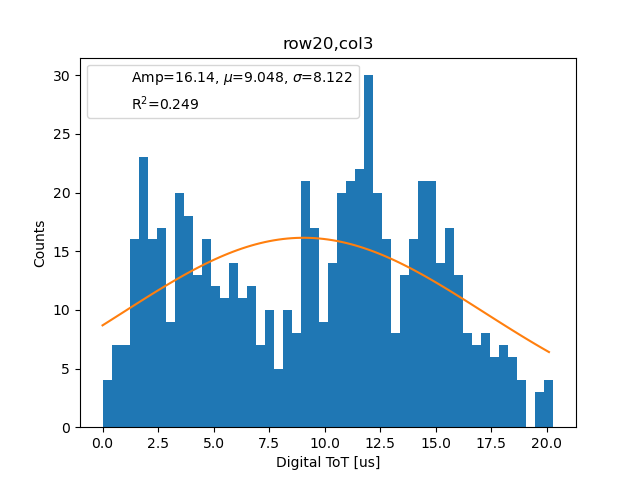 row20,col3
Amp=16.14, μ=9.048, σ=8.122
R²=0.249
30
25
20
15
10
5
0
Counts
0.0 2.5 5.0 7.5 10.0 12.5 15.0 17.5 20.0
Digital ToT [us]